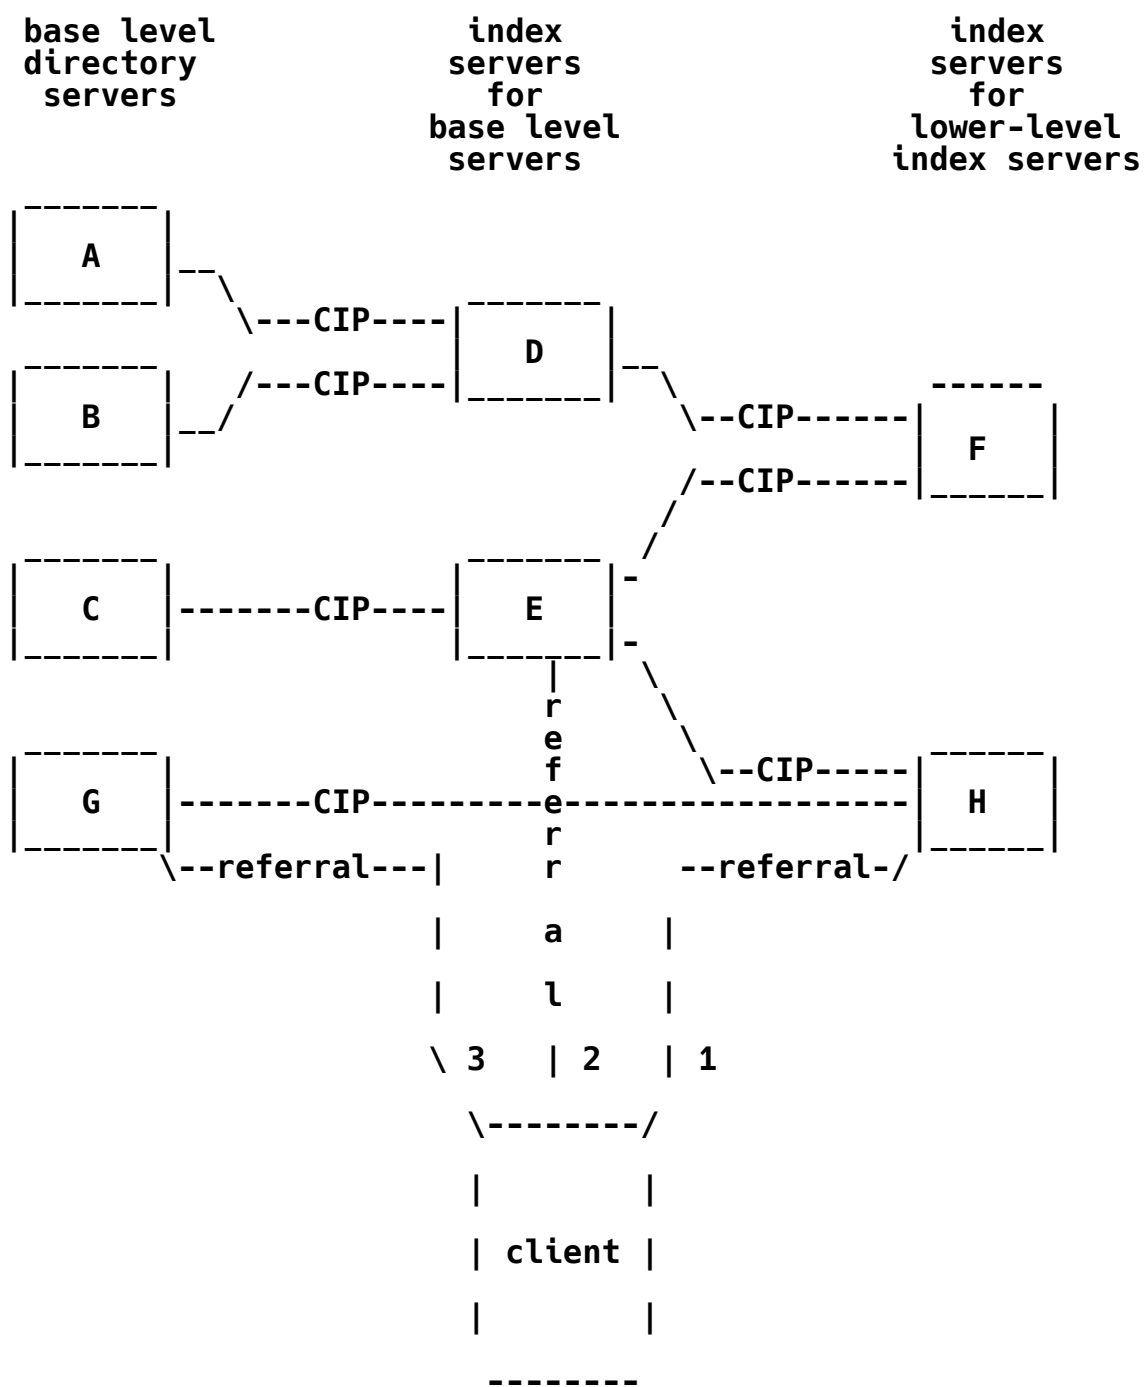 base level index index
directory servers servers
servers for for
base level lower-level
servers index servers
A
CIP
D
CIP
B
CIP
F
CIP
C CIP E
r
e
f CIP
G CIP e H
r
referral r referral
a
l
3 2 1
client